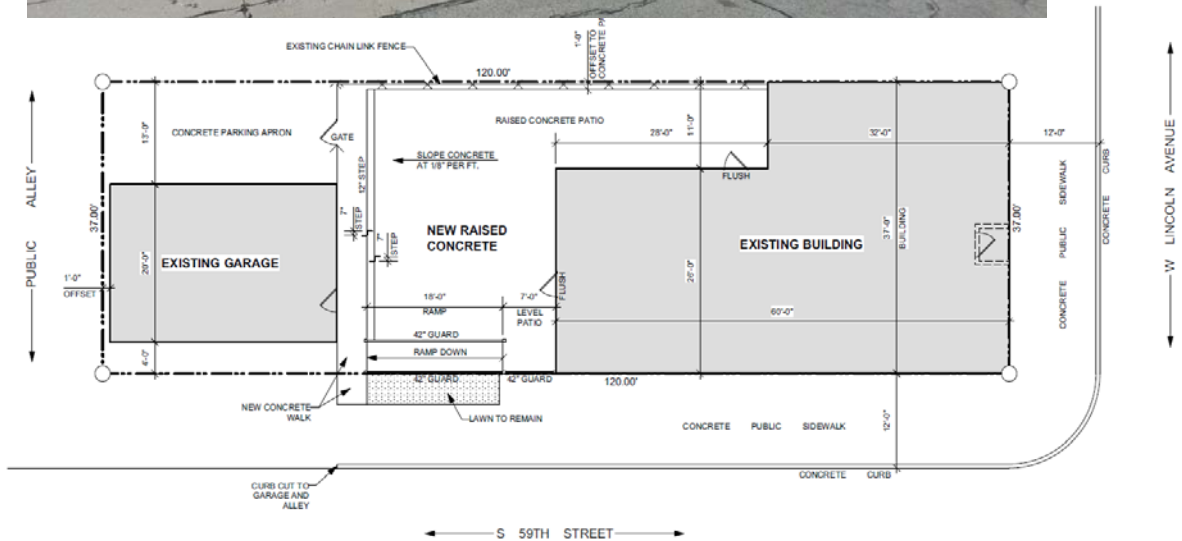 EXISTING CHAIN LINK FENCE
1'-0"
OFFSET TO
CONCRETE
120.00'
PUBLIC ALLEY
CONCRETE PARKING APRON
13'-0"
GATE
RAISED CONCRETE PATIO
28'-0"
11'-0"
32'-0"
12'-0"
W LINCOLN AVENUE
SLOPE CONCRETE
AT 1/8" PER FT.
12" STEP
FLUSH
CONCRETE PUBLIC SIDEWALK
CONCRETE CURB
37.00'
7"
STEP
7"
STEP
NEW RAISED
CONCRETE
37'-0"
BUILDING
37.00'
EXISTING BUILDING
EXISTING GARAGE
20'-0"
26'-0"
1'-0"
OFFSET
FLUSH
18'-0"
RAMP
7'-0"
LEVEL
PATIO
60'-0"
42" GUARD
RAMP DOWN
4'-0"
42" GUARD
42" GUARD
120.00'
NEW CONCRETE
WALK
LAWN TO REMAIN
CONCRETE PUBLIC SIDEWALK
12'-0"
CONCRETE CURB
CURB CUT TO
GARAGE AND
ALLEY
S 59TH STREET